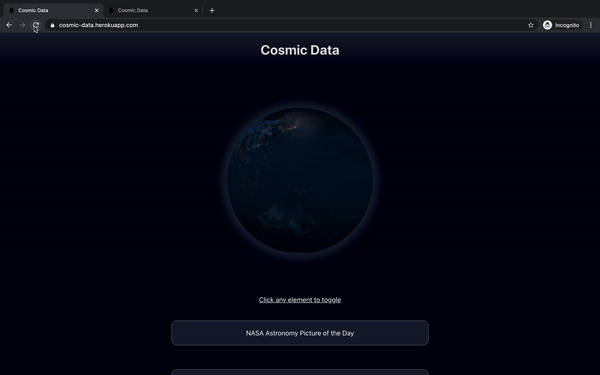 Cosmic Data
Cosmic Data
cosmic-data.herokuapp.com
Incognito
Cosmic Data
Click any element to toggle
NASA Astronomy Picture of the Day